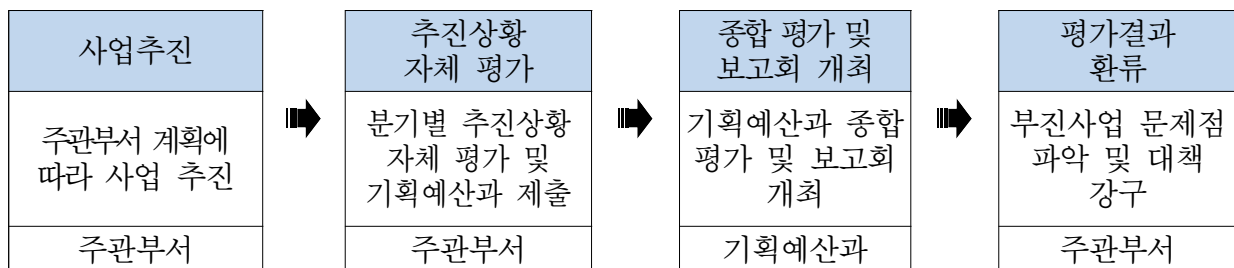 사업추진
주관부서 계획에
따라 사업 추진
주관부서
추진상황
자체 평가
분기별 추진상황
자체 평가 및
기획예산과 제출
주관부서
종합 평가 및
보고회 개최
기획예산과 종합
평가 및 보고회
개최
기획예산과
평가결과
환류
부진사업 문제점
파악 및 대책
강구
주관부서